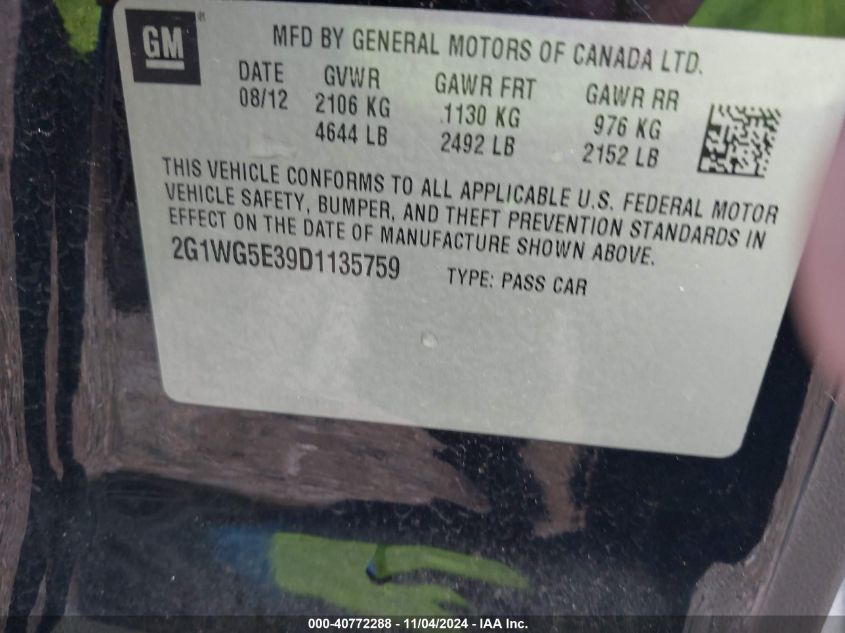 GM
MFD BY GENERAL MOTORS OF CANADA LTD.
DATE GVWR GAWR FRT GAWR RR
08/12 2106 KG 1130 KG 976 KG
4644 LB 2492 LB 2152 LB
THIS VEHICLE CONFORMS TO ALL APPLICABLE U.S. FEDERAL MOTOR
VEHICLE SAFETY, BUMPER, AND THEFT PREVENTION STANDARDS IN
EFFECT ON THE DATE OF MANUFACTURE SHOWN ABOVE.
2G1WG5E39D1135759 TYPE: PASS CAR
000-40772288 - 11/04/2024 - IAA Inc.